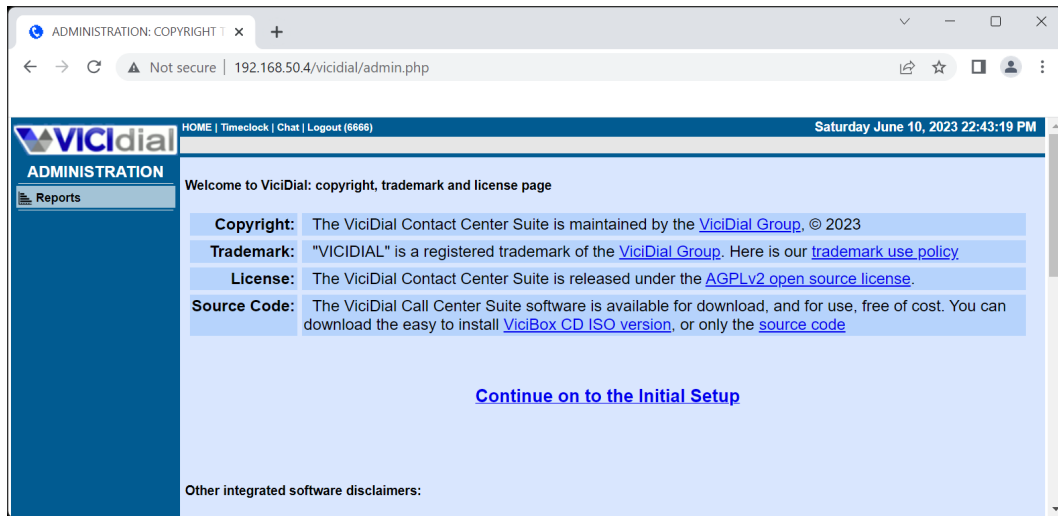 ADMINISTRATION: COPYRIGHT T
Not secure | 192.168.50.4/vicidial/admin.php
VICIdial
HOME | Timeclock | Chat | Logout (6666)
Saturday June 10, 2023 22:43:19 PM
ADMINISTRATION
Reports
Welcome to ViciDial: copyright, trademark and license page
Copyright: The ViciDial Contact Center Suite is maintained by the ViciDial Group, © 2023
Trademark: "VICIDIAL" is a registered trademark of the ViciDial Group. Here is our trademark use policy
License: The ViciDial Contact Center Suite is released under the AGPLv2 open source license.
Source Code: The ViciDial Call Center Suite software is available for download, and for use, free of cost. You can
download the easy to install ViciBox CD ISO version, or only the source code
Continue on to the Initial Setup
Other integrated software disclaimers: